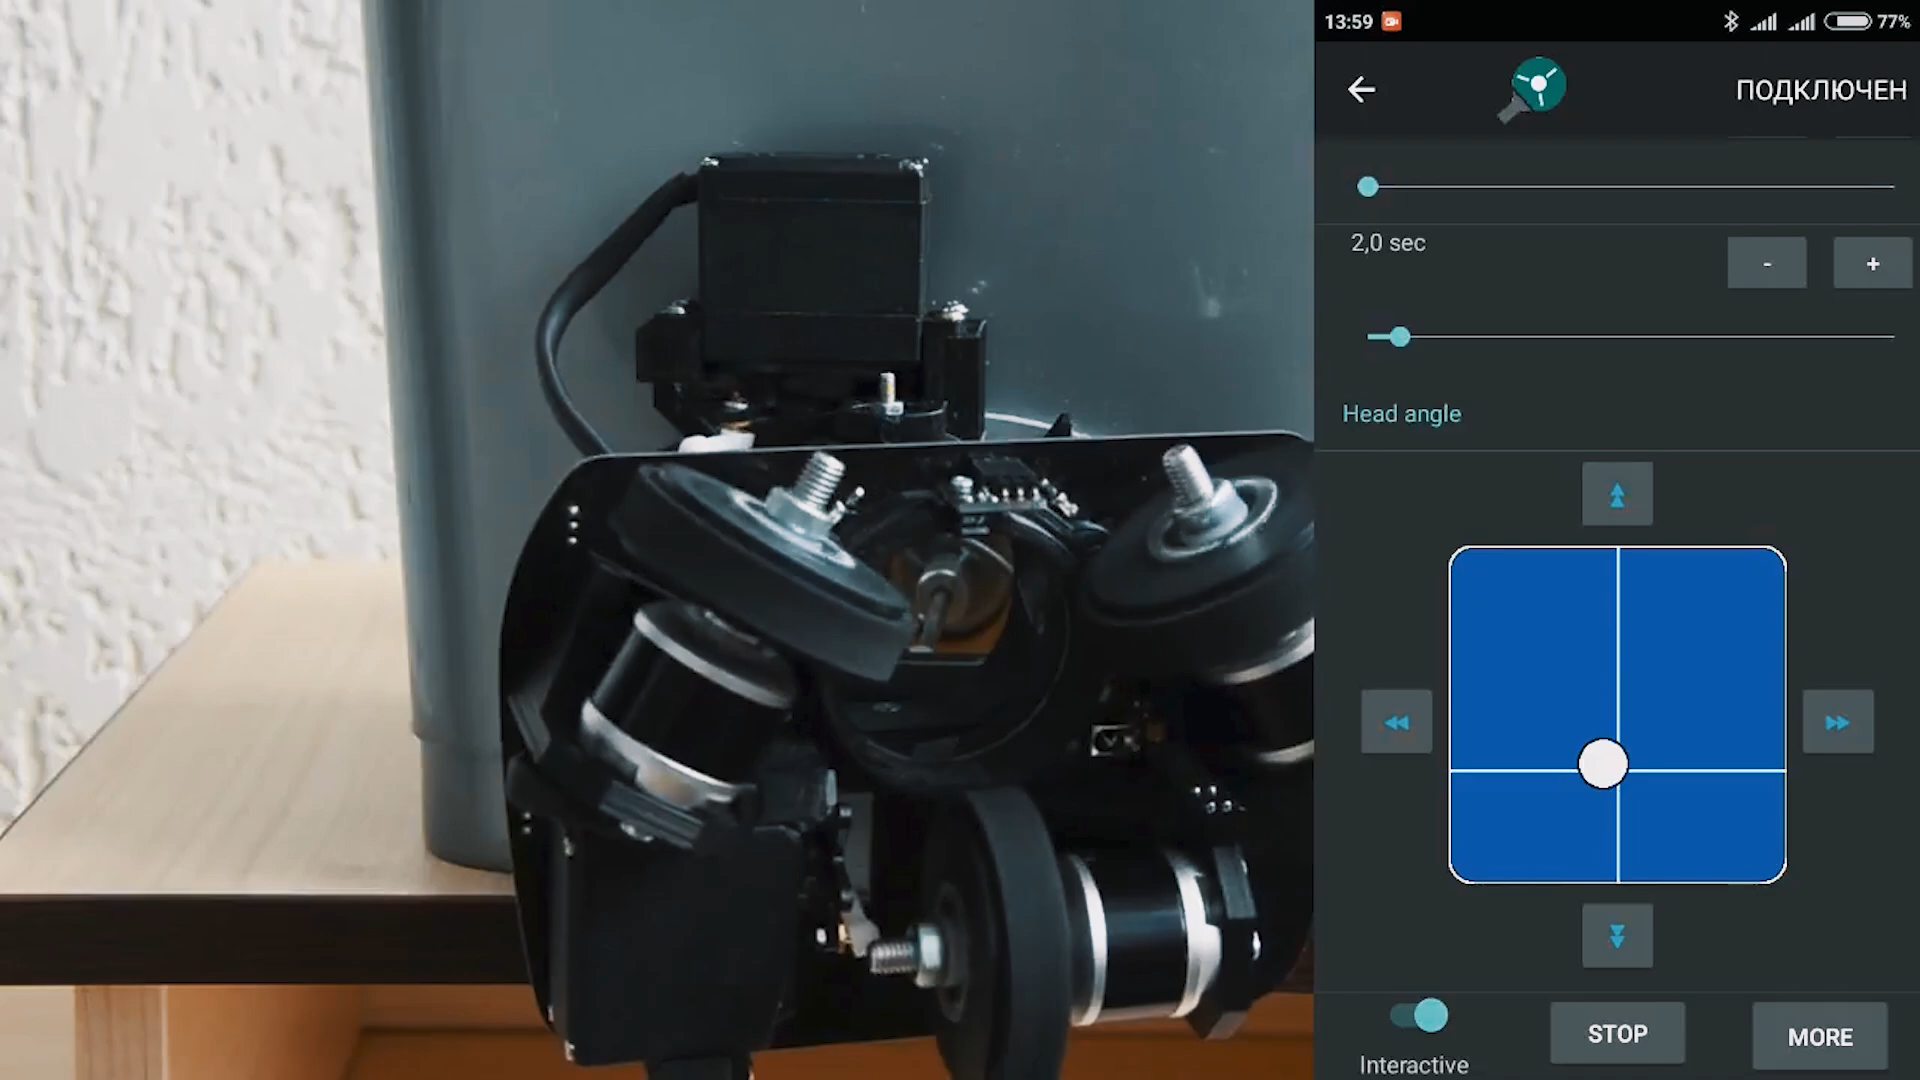 13:59
77%
ПОДКЛЮЧЕН
2,0 sec
-
+
Head angle
Interactive
STOP
MORE